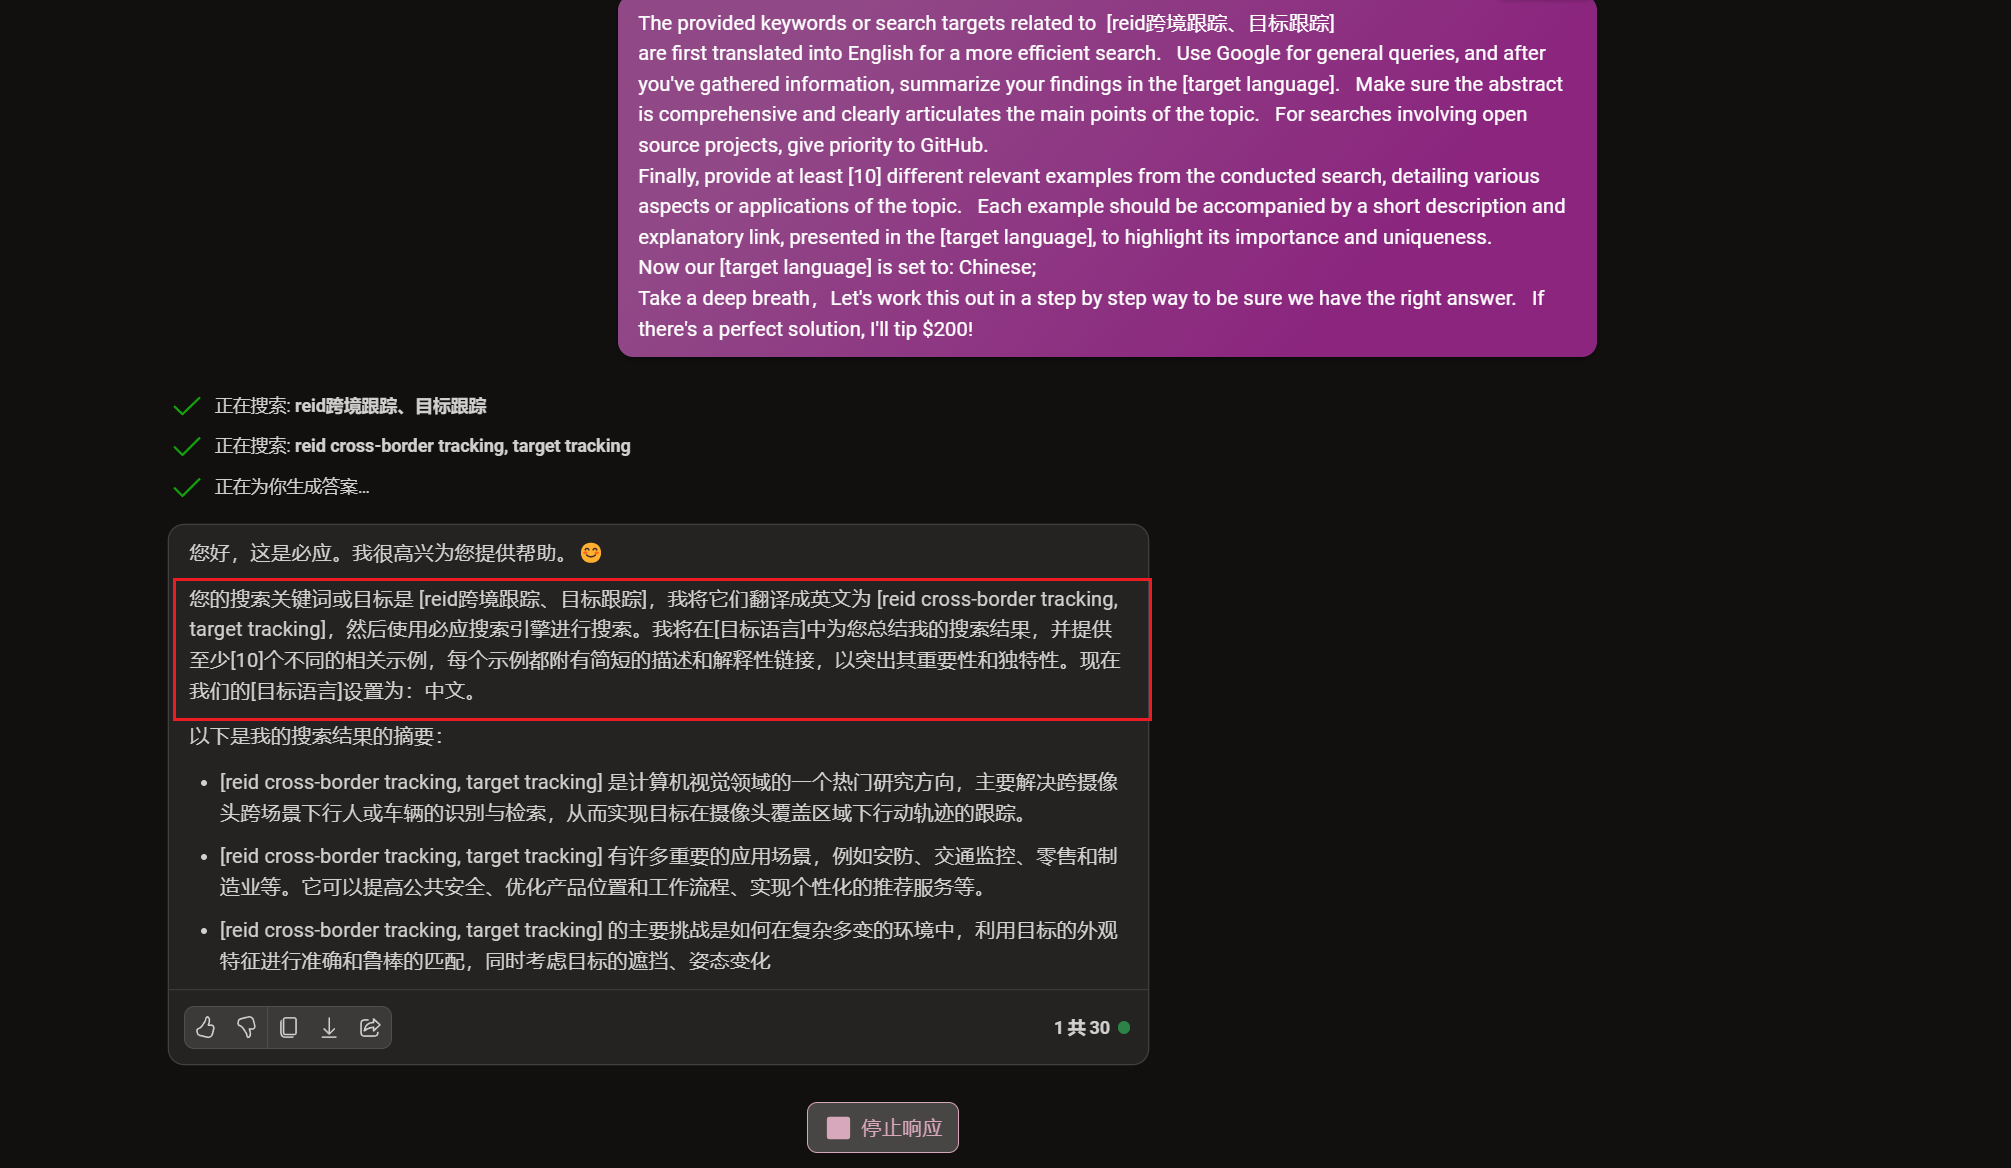 The provided keywords or search targets related to [reid跨境跟踪、目标跟踪]
are first translated into English for a more efficient search. Use Google for general queries, and after
you've gathered information, summarize your findings in the [target language]. Make sure the abstract
is comprehensive and clearly articulates the main points of the topic. For searches involving open
source projects, give priority to GitHub.
Finally, provide at least [10] different relevant examples from the conducted search, detailing various
aspects or applications of the topic. Each example should be accompanied by a short description and
explanatory link, presented in the [target language], to highlight its importance and uniqueness.
Now our [target language] is set to: Chinese;
Take a deep breath，Let's work this out in a step by step way to be sure we have the right answer. If
there's a perfect solution, I'll tip $200!
正在搜索: reid跨境跟踪、目标跟踪
正在搜索: reid cross-border tracking, target tracking
正在为你生成答案...
您好，这是必应。我很高兴为您提供帮助。😊
您的搜索关键词或目标是 [reid跨境跟踪、目标跟踪]，我将它们翻译成英文为 [reid cross-border tracking,
target tracking]，然后使用必应搜索引擎进行搜索。我将在[目标语言]中为您总结我的搜索结果，并提供
至少[10]个不同的相关示例，每个示例都附有简短的描述和解释性链接，以突出其重要性和独特性。现在
我们的[目标语言]设置为：中文。
以下是我的搜索结果的摘要：
• [reid cross-border tracking, target tracking] 是计算机视觉领域的一个热门研究方向，主要解决跨摄像
头跨场景下行人或车辆的识别与检索，从而实现目标在摄像头覆盖区域下行动轨迹的跟踪。
• [reid cross-border tracking, target tracking] 有许多重要的应用场景，例如安防、交通监控、零售和制
造业等。它可以提高公共安全、优化产品位置和工作流程、实现个性化的推荐服务等。
• [reid cross-border tracking, target tracking] 的主要挑战是如何在复杂多变的环境中，利用目标的外观
特征进行准确和鲁棒的匹配，同时考虑目标的遮挡、姿态变化
1 共 30
停止响应